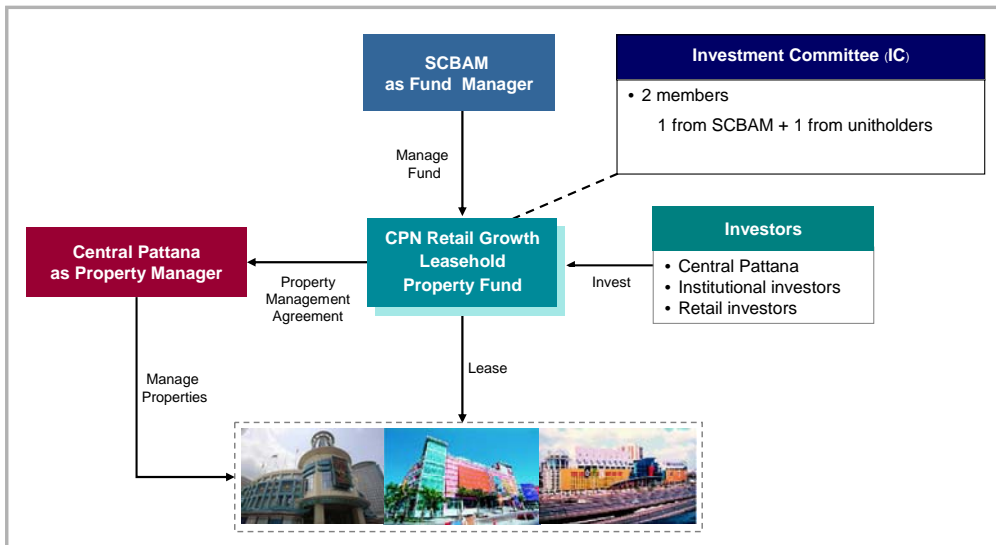 SCBAM
as Fund Manager
Investment Committee (IC)
• 2 members
1 from SCBAM + 1 from unitholders
Manage
Fund
Central Pattana
as Property Manager
CPN Retail Growth
Leasehold
Property Fund
Investors
• Central Pattana
• Institutional investors
• Retail investors
Property
Management
Agreement
Invest
Manage
Properties
Lease